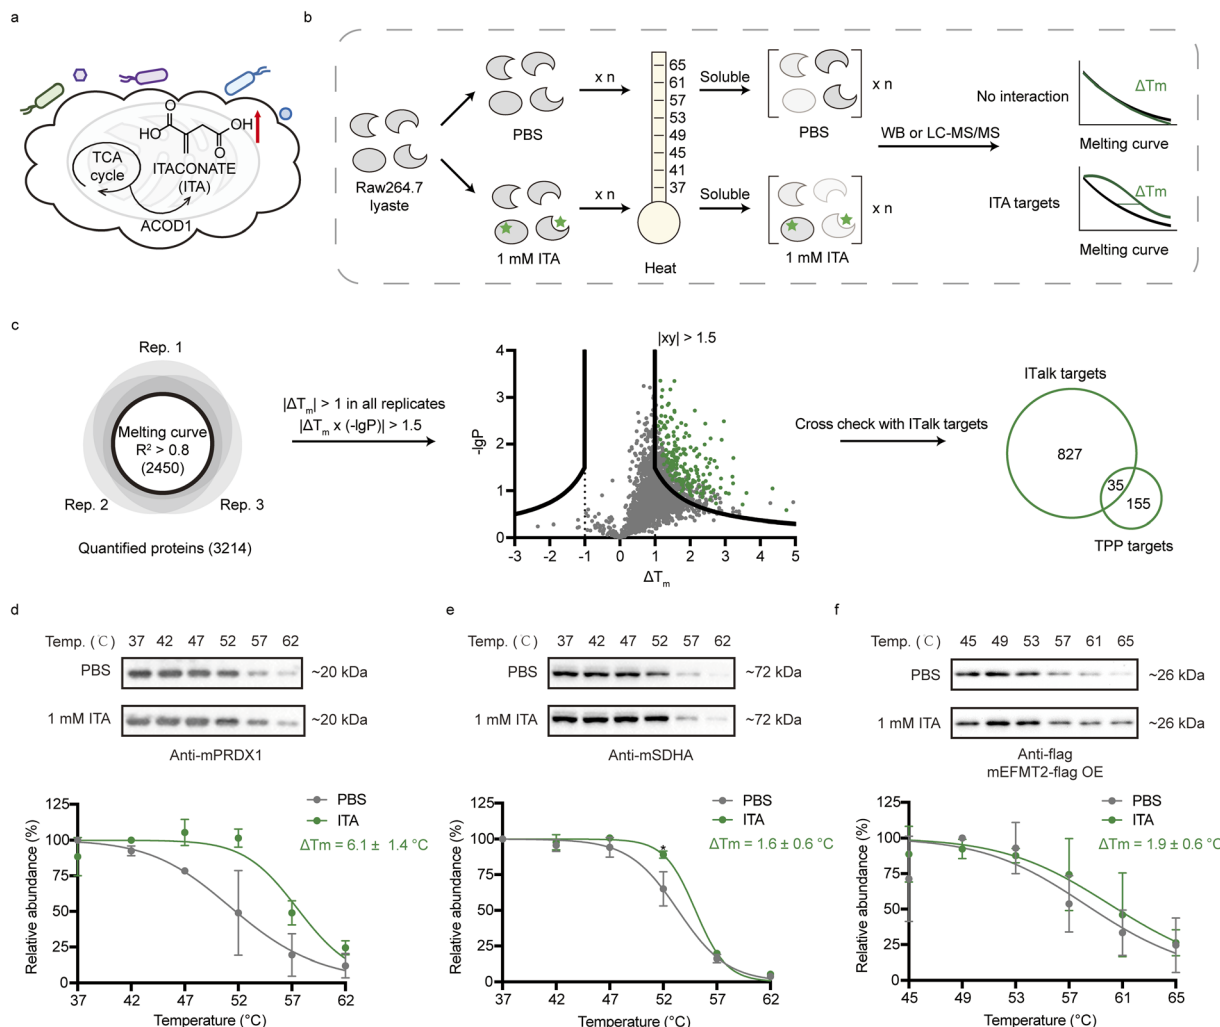 a
HO
O
O
OH
TCA
cycle
ITACONATE
(ITA)
ACOD1
b
Raw264.7
lyaste
PBS
1 mM ITA
x n
x n
65
61
57
53
49
45
41
37
Heat
Soluble
Soluble
PBS
x n
1 mM ITA
x n
WB or LC-MS/MS
No interaction
ΔTm
Melting curve
ITA targets
ΔTm
Melting curve
c
Rep. 1
Melting curve
R² > 0.8
(2450)
Rep. 2
Rep. 3
Quantified proteins (3214)
|ΔTm| > 1 in all replicates
|ΔTm x (-lgP)| > 1.5
|xy| > 1.5
4
3
2
1
0
-lgP
-3 -2 -1 0 1 2 3 4 5
ΔTm
Cross check with ITalk targets
ITalk targets
827
35
155
TPP targets
d
Temp. ( C) 37 42 47 52 57 62
PBS ~20 kDa
1 mM ITA ~20 kDa
Anti-mPRDX1
PBS
ITA
ΔTm = 6.1 ± 1.4 °C
125
100
75
50
25
0
Relative abundance (%)
37 42 47 52 57 62
Temperature (°C)
e
Temp. ( C) 37 42 47 52 57 62
PBS ~72 kDa
1 mM ITA ~72 kDa
Anti-mSDHA
PBS
ITA
ΔTm = 1.6 ± 0.6 °C
*
125
100
75
50
25
0
Relative abundance (%)
37 42 47 52 57 62
Temperature (°C)
f
Temp. ( C) 45 49 53 57 61 65
PBS ~26 kDa
1 mM ITA ~26 kDa
Anti-flag
mEFMT2-flag OE
PBS
ITA
ΔTm = 1.9 ± 0.6 °C
125
100
75
50
25
0
Relative abundance (%)
45 49 53 57 61 65
Temperature (°C)